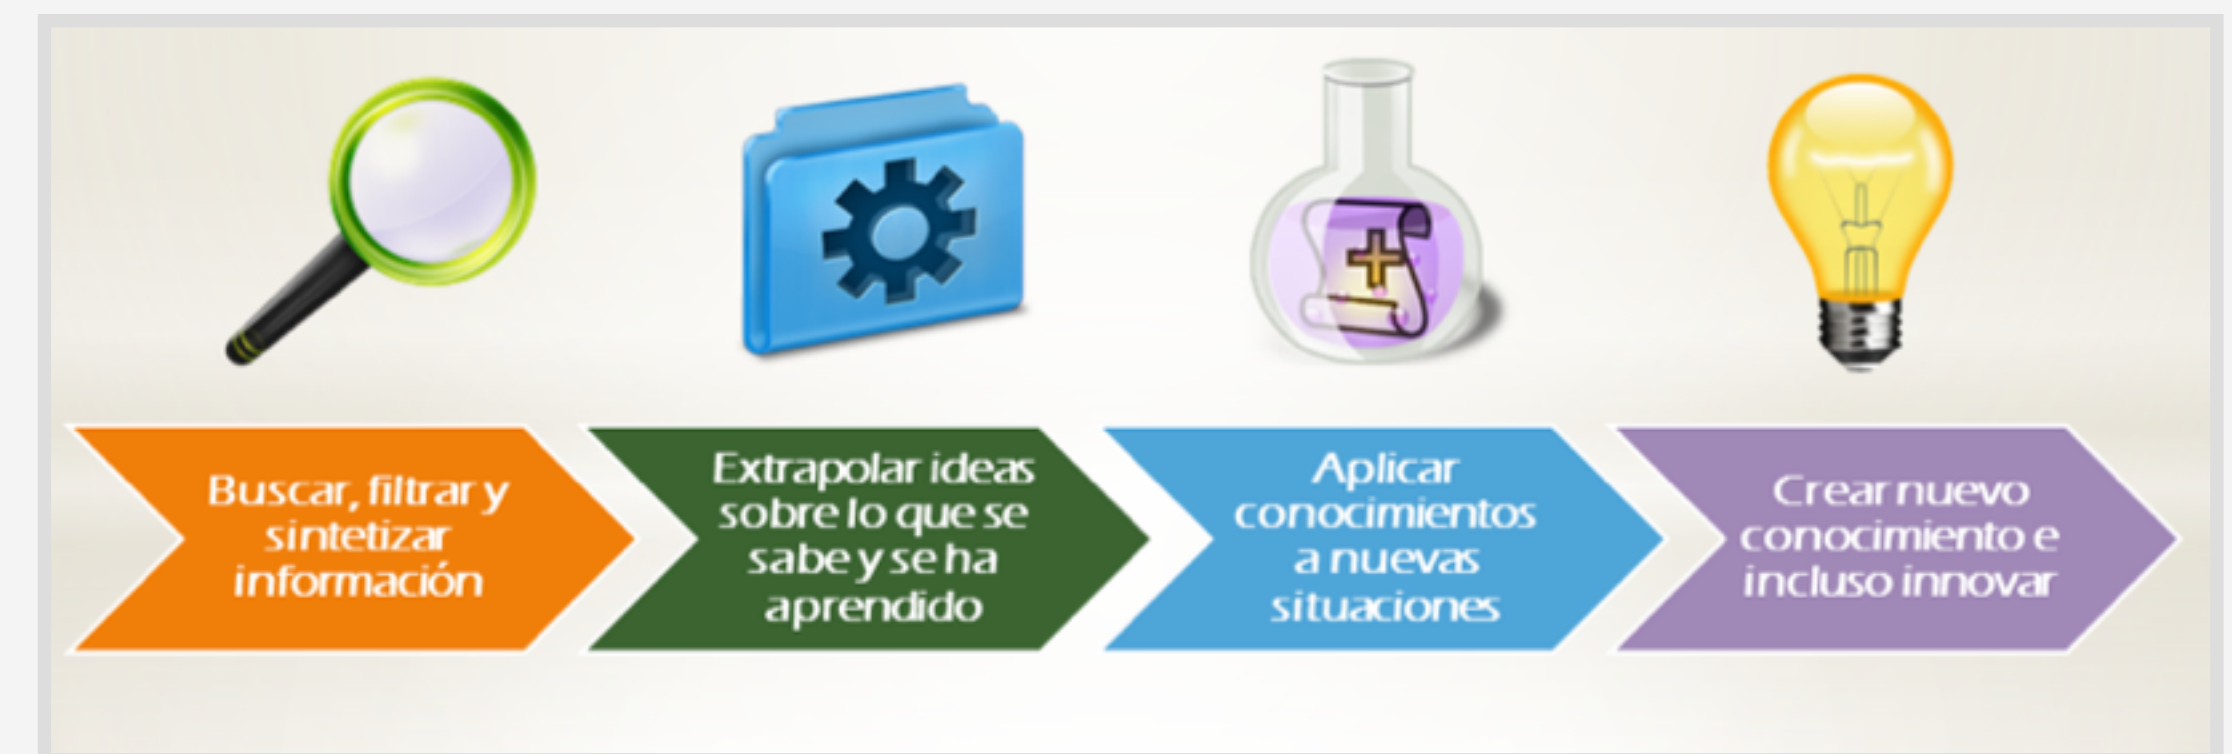 Buscar, filtrar y
sintetizar
información
Extrapolar ideas
sobre lo que se
sabe y se ha
aprendido
Aplicar
conocimientos
a nuevas
situaciones
Crear nuevo
conocimiento e
incluso innovar